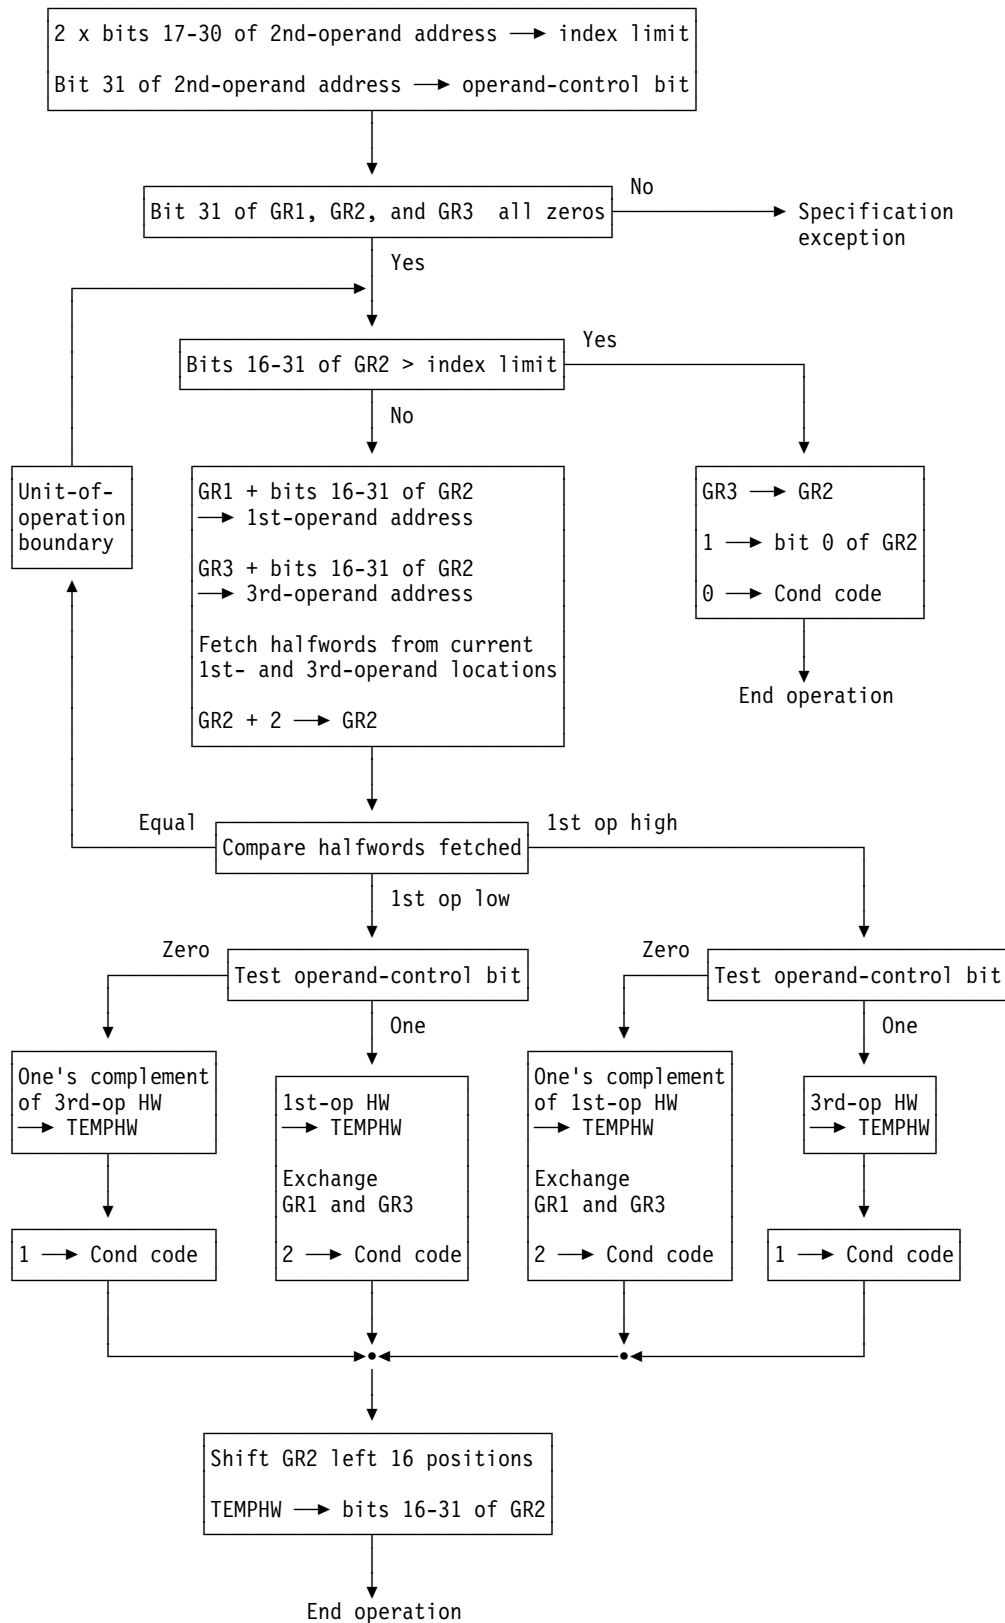 2 x bits 17-30 of 2nd-operand address → index limit
Bit 31 of 2nd-operand address → operand-control bit
No
Bit 31 of GR1, GR2, and GR3  all zeros
Specification
exception
Yes
Yes
Bits 16-31 of GR2 > index limit
No
Unit-of-
operation
boundary
GR1 + bits 16-31 of GR2
→ 1st-operand address
GR3 + bits 16-31 of GR2
→ 3rd-operand address
Fetch halfwords from current
1st- and 3rd-operand locations
GR2 + 2 → GR2
GR3 → GR2
1 → bit 0 of GR2
0 → Cond code
End operation
Equal
1st op high
Compare halfwords fetched
1st op low
Zero
Test operand-control bit
One
Zero
Test operand-control bit
One
One's complement
of 3rd-op HW
→ TEMPHW
1 → Cond code
1st-op HW
→ TEMPHW
Exchange
GR1 and GR3
2 → Cond code
One's complement
of 1st-op HW
→ TEMPHW
Exchange
GR1 and GR3
2 → Cond code
3rd-op HW
→ TEMPHW
1 → Cond code
Shift GR2 left 16 positions
TEMPHW → bits 16-31 of GR2
End operation